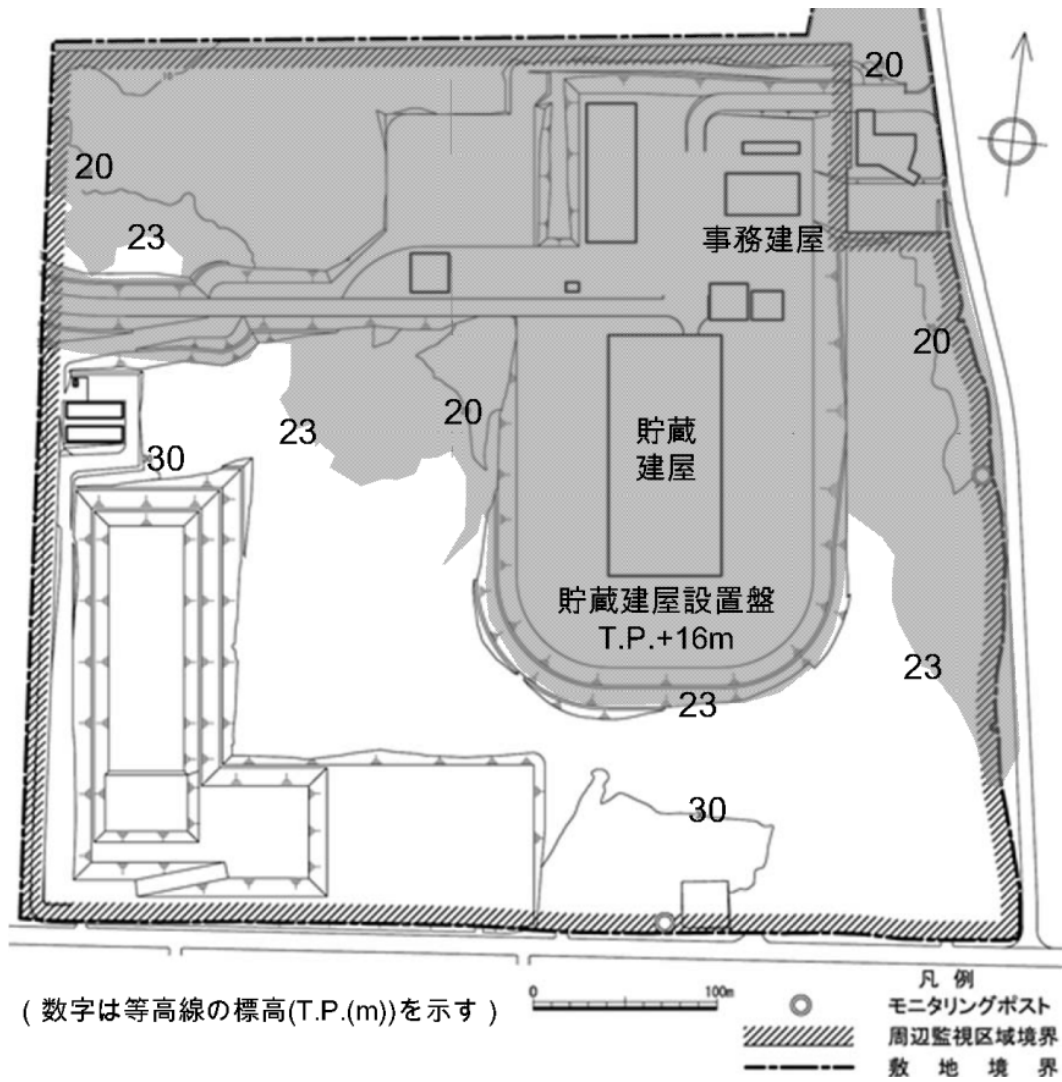 20
10
20
23
事務建屋
20
20
23
貯蔵
建屋
30
貯蔵建屋設置盤
T.P.+16m
23
23
30
(数字は等高線の標高(T.P.(m))を示す)
0 100m
凡例
モニタリングポスト
周辺監視区域境界
敷地境界